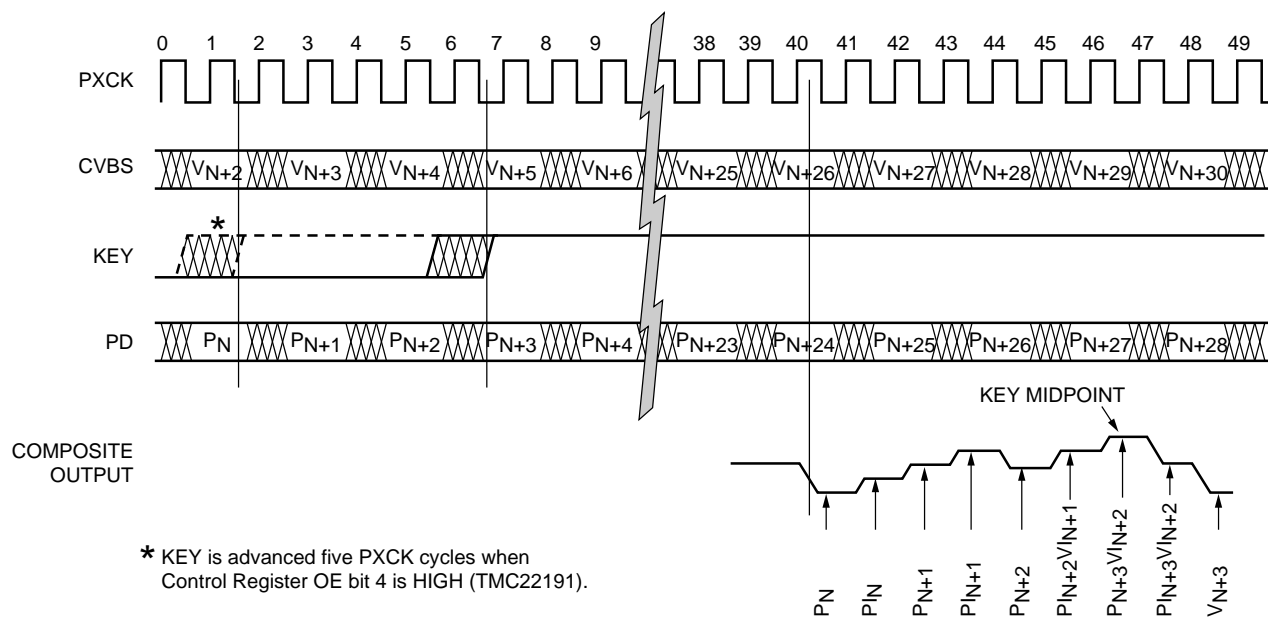 0 1 2 3 4 5 6 7 8 9 38 39 40 41 42 43 44 45 46 47 48 49
PXCK
CVBS VN+2 VN+3 VN+4 VN+5 VN+6 VN+25 VN+26 VN+27 VN+28 VN+29 VN+30
*
KEY
PD PN PN+1 PN+2 PN+3 PN+4 PN+23 PN+24 PN+25 PN+26 PN+27 PN+28
KEY MIDPOINT
COMPOSITE
OUTPUT
* KEY is advanced five PXCK cycles when
Control Register OE bit 4 is HIGH (TMC22191).
PN
PIN
PN+1
PIN+1
PN+2
PIN+2VIN+1
PN+3VIN+2
PIN+3VIN+2
VN+3